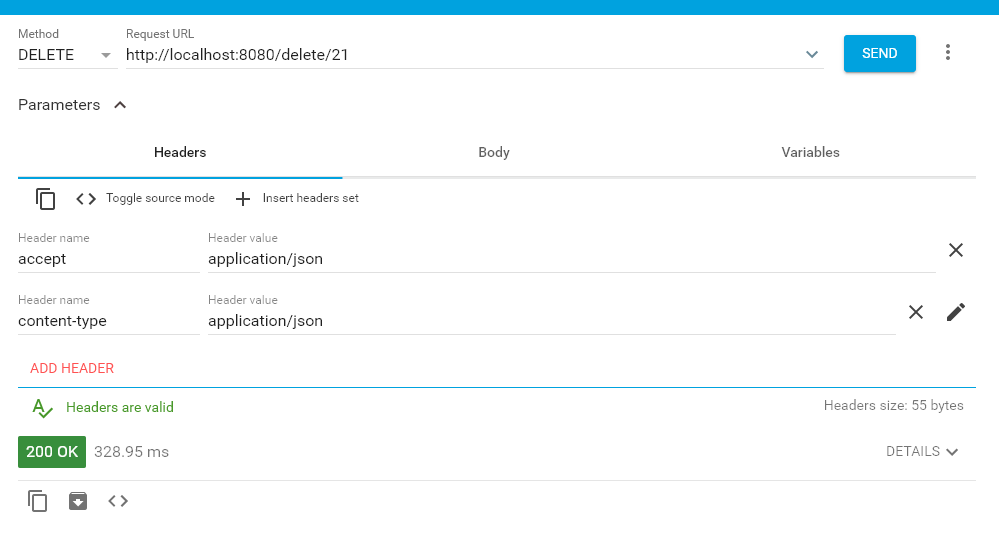 Method Request URL
DELETE http://localhost:8080/delete/21
SEND
Parameters
Headers Body Variables
Toggle source mode Insert headers set
Header name Header value
accept application/json
Header name Header value
content-type application/json
ADD HEADER
Headers are valid Headers size: 55 bytes
200 OK 328.95 ms DETAILS